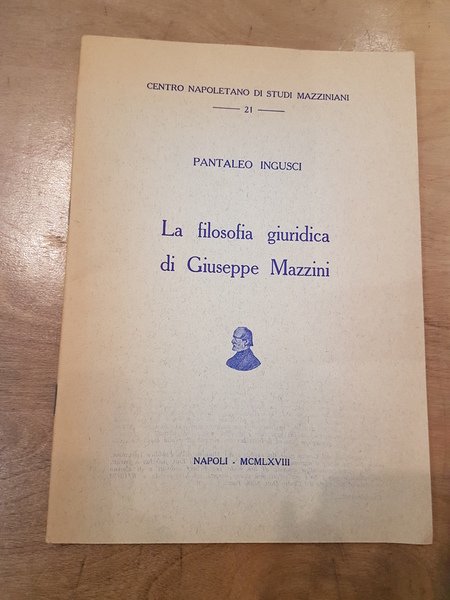 CENTRO NAPOLETANO DI STUDI MAZZINIANI
21
PANTALEO INGUSCI
La filosofia giuridica
di Giuseppe Mazzini
NAPOLI - MCMLXVIII